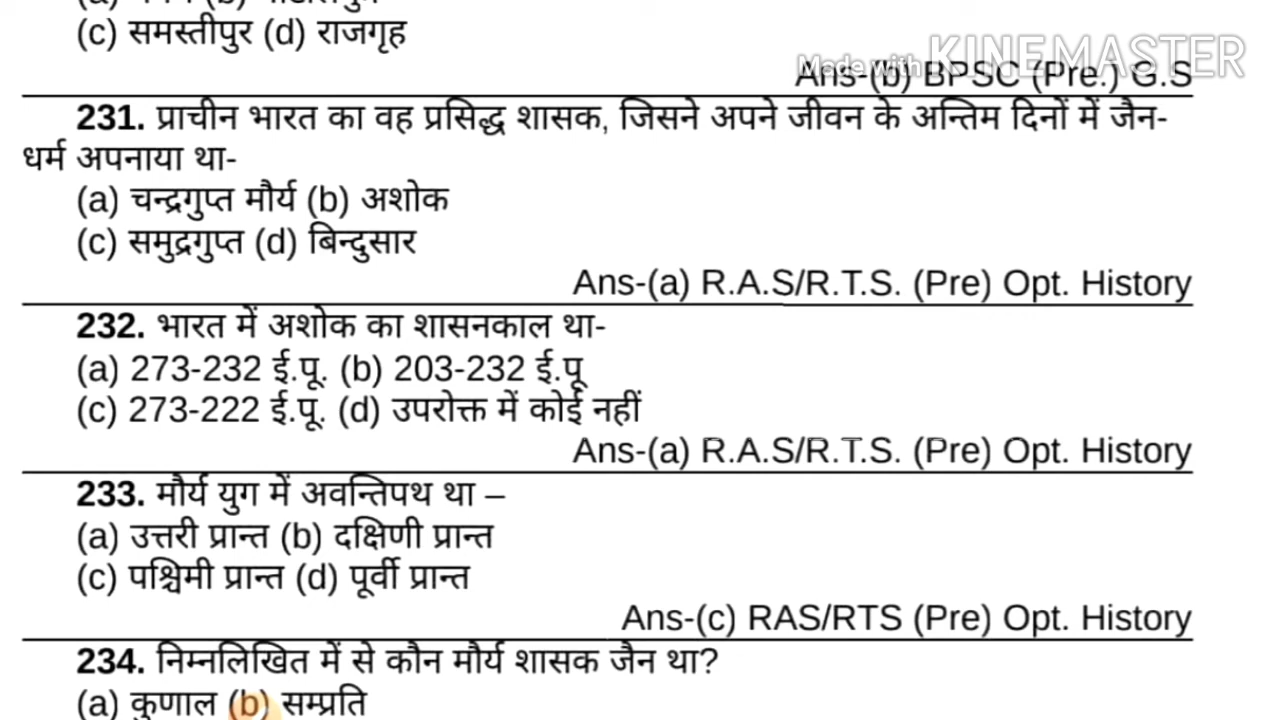 (c) समस्तीपुर (d) राजगृह
Made with KINEMASTER
Ans-(b) BPSC (Pre.) G.S
231. प्राचीन भारत का वह प्रसिद्ध शासक, जिसने अपने जीवन के अन्तिम दिनों में जैन-
धर्म अपनाया था-
(a) चन्द्रगुप्त मौर्य (b) अशोक
(c) समुद्रगुप्त (d) बिन्दुसार
Ans-(a) R.A.S/R.T.S. (Pre) Opt. History
232. भारत में अशोक का शासनकाल था-
(a) 273-232 ई.पू. (b) 203-232 ई.पू
(c) 273-222 ई.पू. (d) उपरोक्त में कोई नहीं
Ans-(a) R.A.S/R.T.S. (Pre) Opt. History
233. मौर्य युग में अवन्तिपथ था –
(a) उत्तरी प्रान्त (b) दक्षिणी प्रान्त
(c) पश्चिमी प्रान्त (d) पूर्वी प्रान्त
Ans-(c) RAS/RTS (Pre) Opt. History
234. निम्नलिखित में से कौन मौर्य शासक जैन था?
(a) कुणाल (b) सम्प्रति